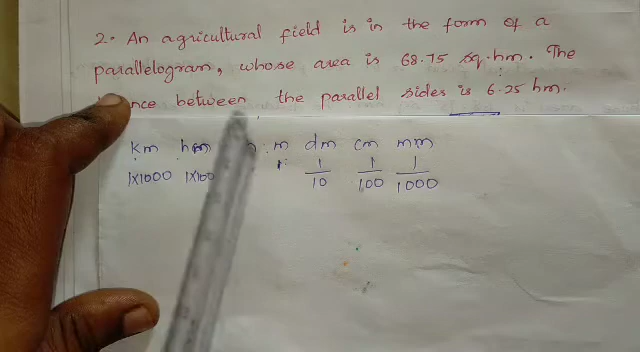 2. An agricultural field is in the form of a
parallelogram, whose area is 68.75 sq.hm. The
between the parallel sides is 6.25 hm.
km hm m dm cm mm
1x1000 1x100 1 1/10 1/100 1/1000